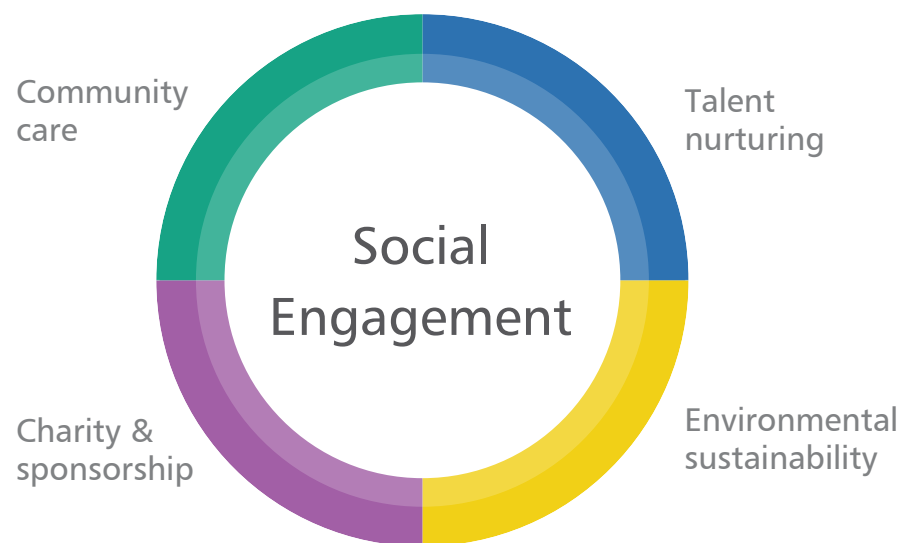 Community
care
Talent
nurturing
Social
Engagement
Charity &
sponsorship
Environmental
sustainability